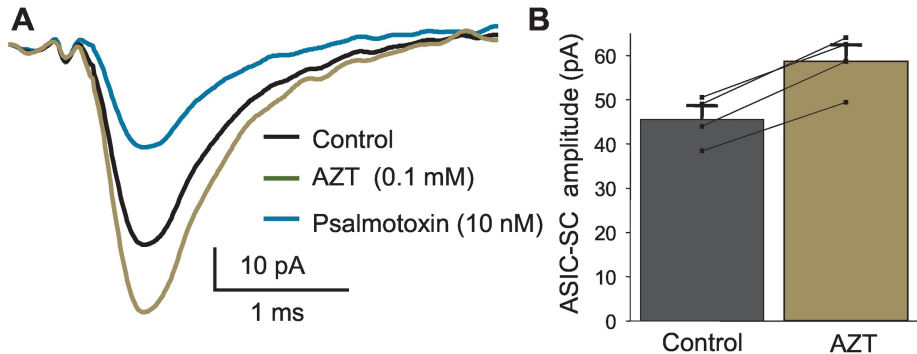 A
Control
AZT (0.1 mM)
Psalmotoxin (10 nM)
10 pA
1 ms
B
ASIC-SC amplitude (pA)
60
50
40
30
20
10
0
Control
AZT